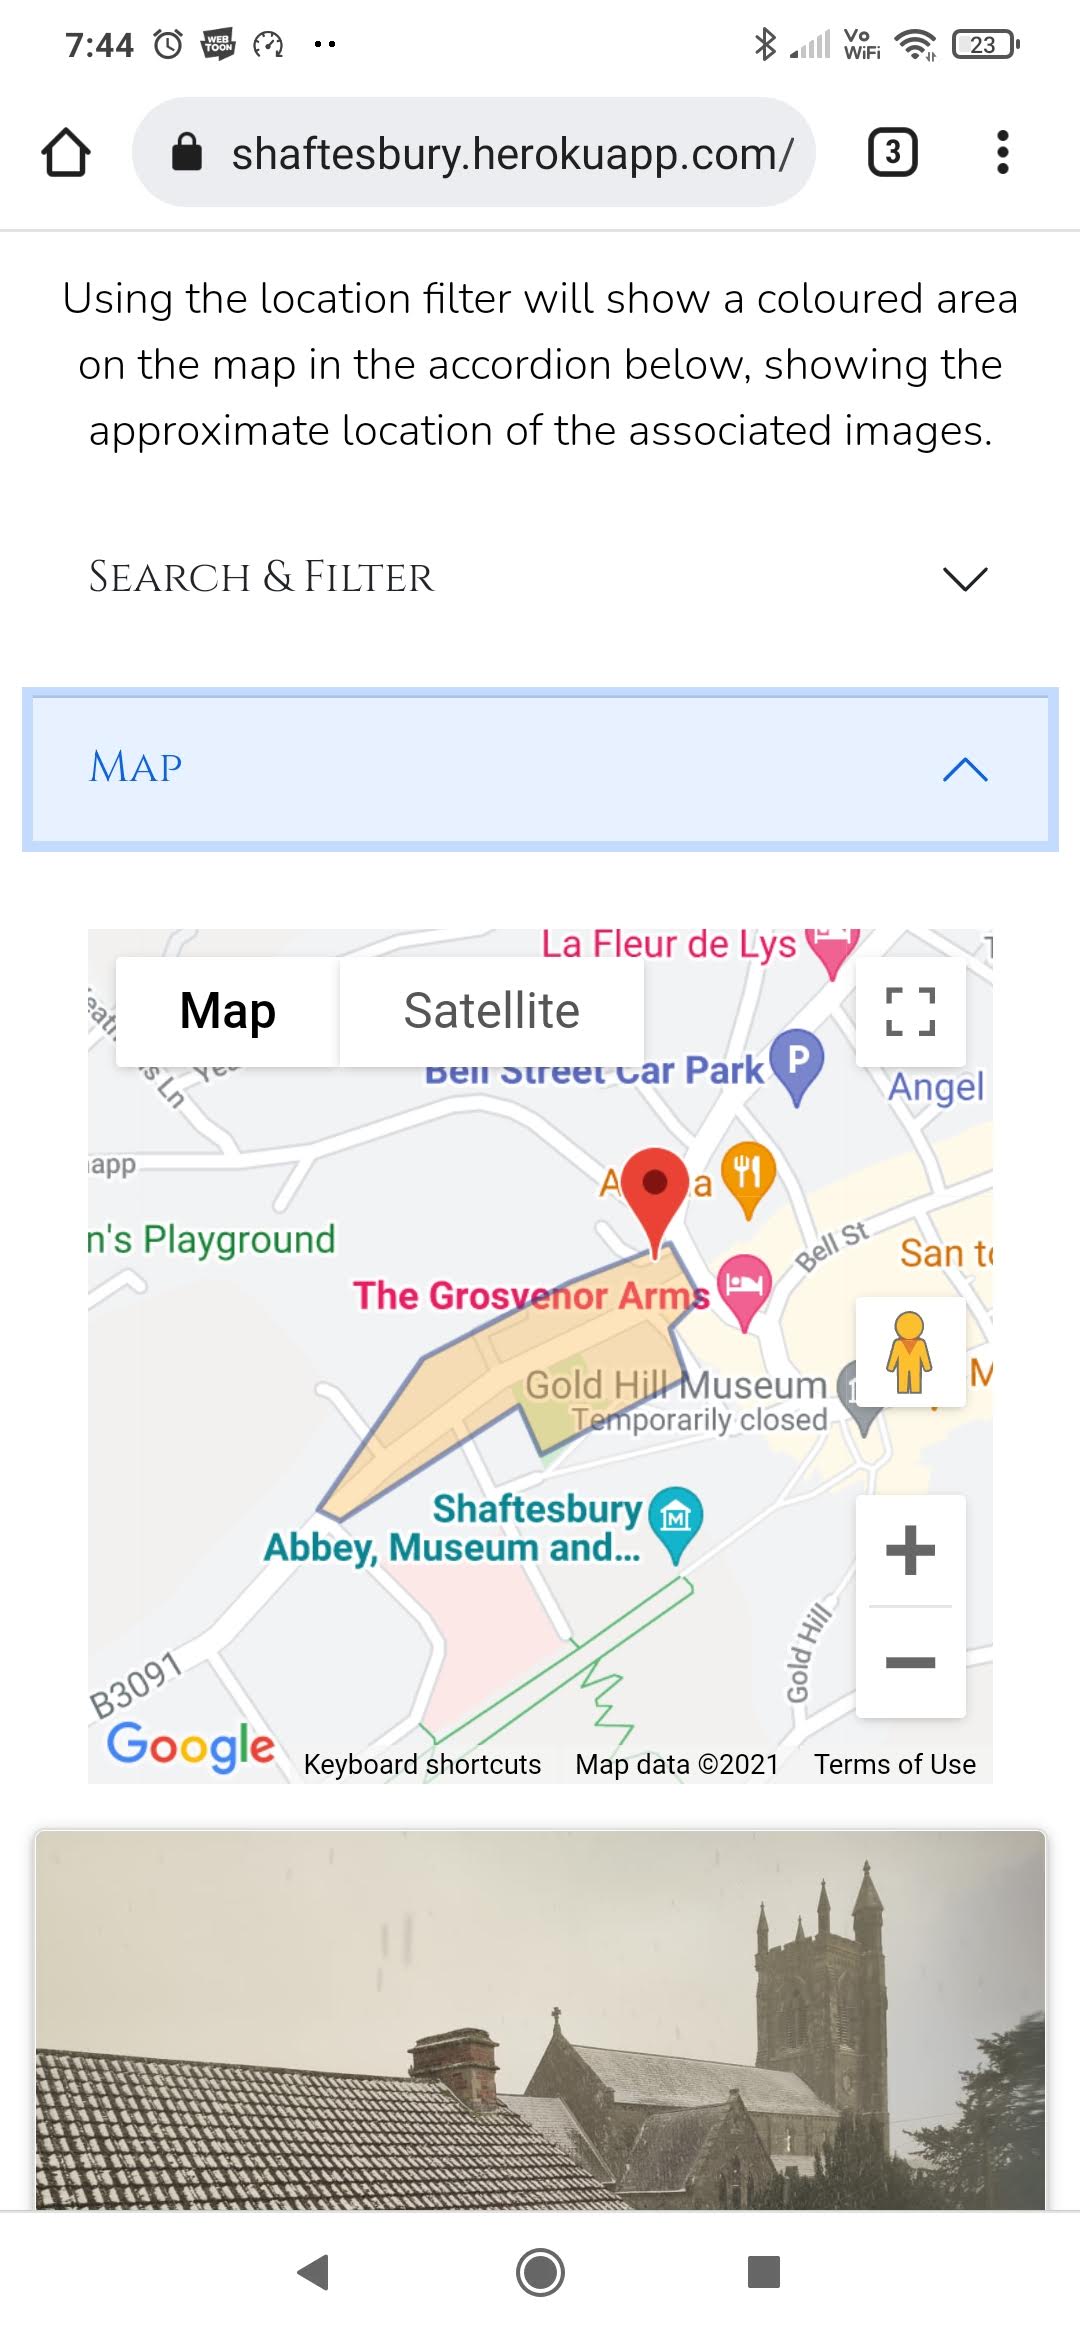 7:44
WEB
TOON
Vo
WiFi
23
shaftesbury.herokuapp.com/
3
Using the location filter will show a coloured area
on the map in the accordion below, showing the
approximate location of the associated images.
SEARCH & FILTER
MAP
La Fleur de Lys
Map
Satellite
Bell Street Car Park
P
Angel
s Ln
app
n's Playground
Bell St
San
The Grosvenor Arms
Gold Hill Museum
Temporarily closed
M
Shaftesbury
Abbey, Museum and...
M
Gold Hill
B3091
Google
Keyboard shortcuts
Map data ©2021
Terms of Use